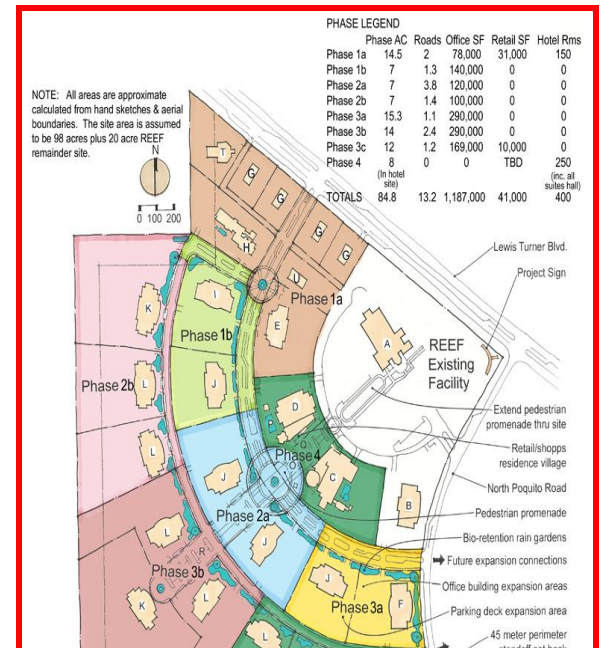 PHASE LEGEND
Phase AC Roads Office SF Retail SF Hotel Rms
Phase 1a 14.5 2 78,000 31,000 150
Phase 1b 7 1.3 140,000 0 0
Phase 2a 7 3.8 120,000 0 0
Phase 2b 7 1.4 100,000 0 0
Phase 3a 15.3 1.1 290,000 0 0
Phase 3b 14 2.4 290,000 0 0
Phase 3c 12 1.2 169,000 10,000 0
Phase 4 8 0 0 TBD 250
(In hotel site) (inc. all suites hall)
TOTALS 84.8 13.2 1,187,000 41,000 400
NOTE: All areas are approximate
calculated from hand sketches & aerial
boundaries. The site area is assumed
to be 98 acres plus 20 acre REEF
remainder site.
N
0 100 200
T
G
G
G
G
H
U
Phase 1a
E
Lewis Turner Blvd.
Project Sign
K
I
Phase 1b
A
REEF
Existing
Facility
Phase 2b
L
J
D
P
Extend pedestrian
promenade thru site
Retail/shopps
residence village
L
Phase 4
Q
J
C
North Poquito Road
B
Pedestrian promenade
Phase 2a
L
R
J
Bio-retention rain gardens
Future expansion connections
Phase 3b
J
Office building expansion areas
K
L
Phase 3a
F
Parking deck expansion area
L
45 meter perimeter
standoff set back